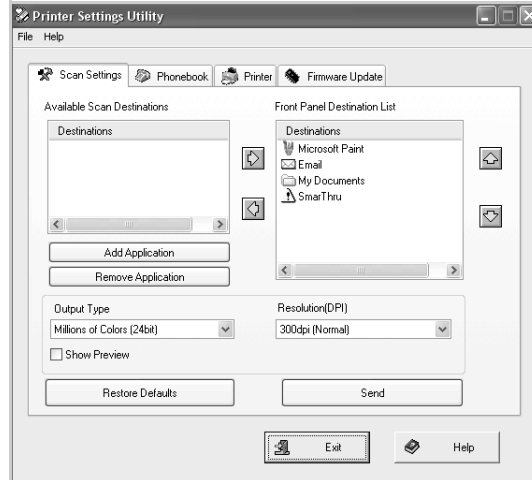 Printer Settings Utility
File Help
Scan Settings Phonebook Printer Firmware Update
Available Scan Destinations Front Panel Destination List
Destinations Destinations
Microsoft Paint
Email
My Documents
SmarThru
Add Application
Remove Application
Output Type Resolution(DPI)
Millions of Colors (24bit) 300dpi (Normal)
Show Preview
Restore Defaults Send
Exit Help